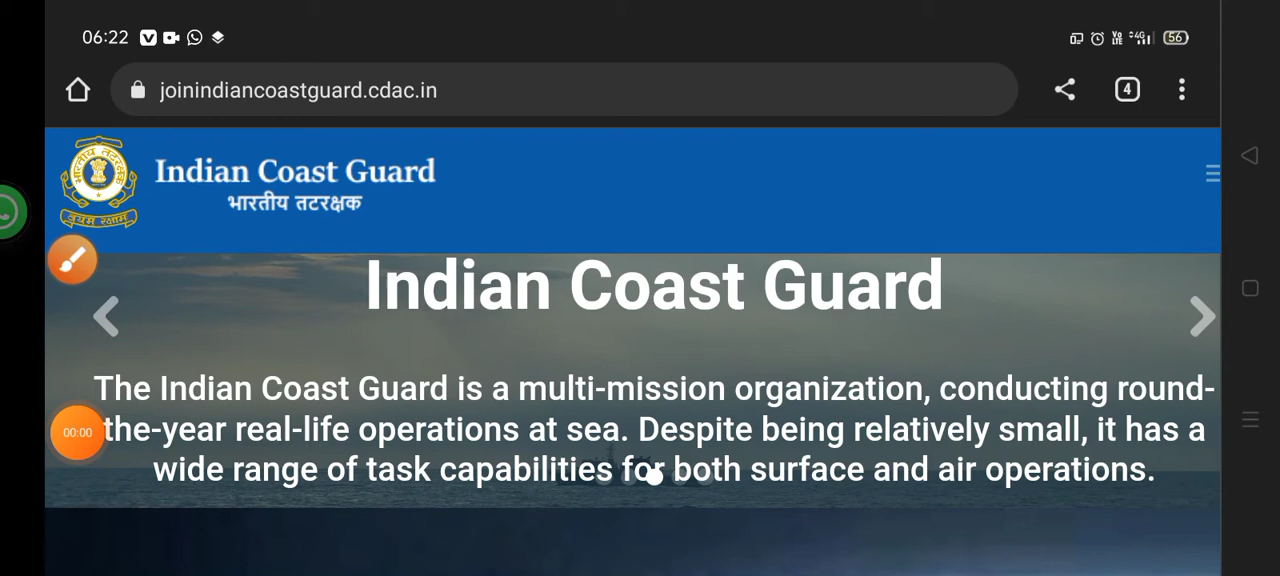 06:22
56
joinindiancoastguard.cdac.in
4
Indian Coast Guard
भारतीय तटरक्षक
वयम् रक्षामः
Indian Coast Guard
The Indian Coast Guard is a multi-mission organization, conducting round-
the-year real-life operations at sea. Despite being relatively small, it has a
wide range of task capabilities for both surface and air operations.
00:00